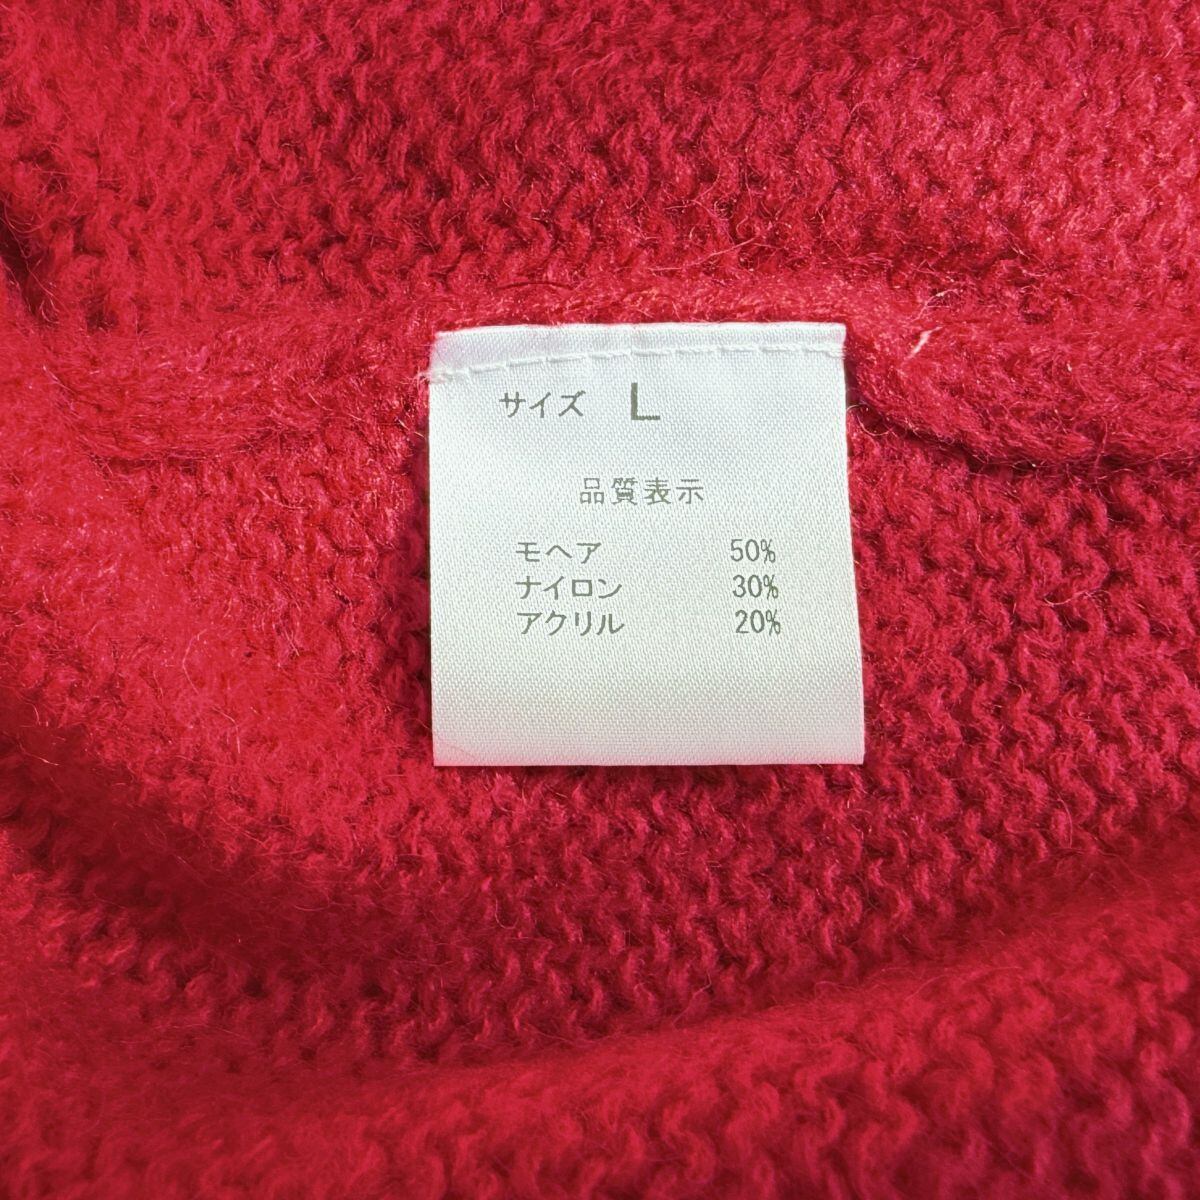 サイズ L
品質表示
モヘア 50%
ナイロン 30%
アクリル 20%